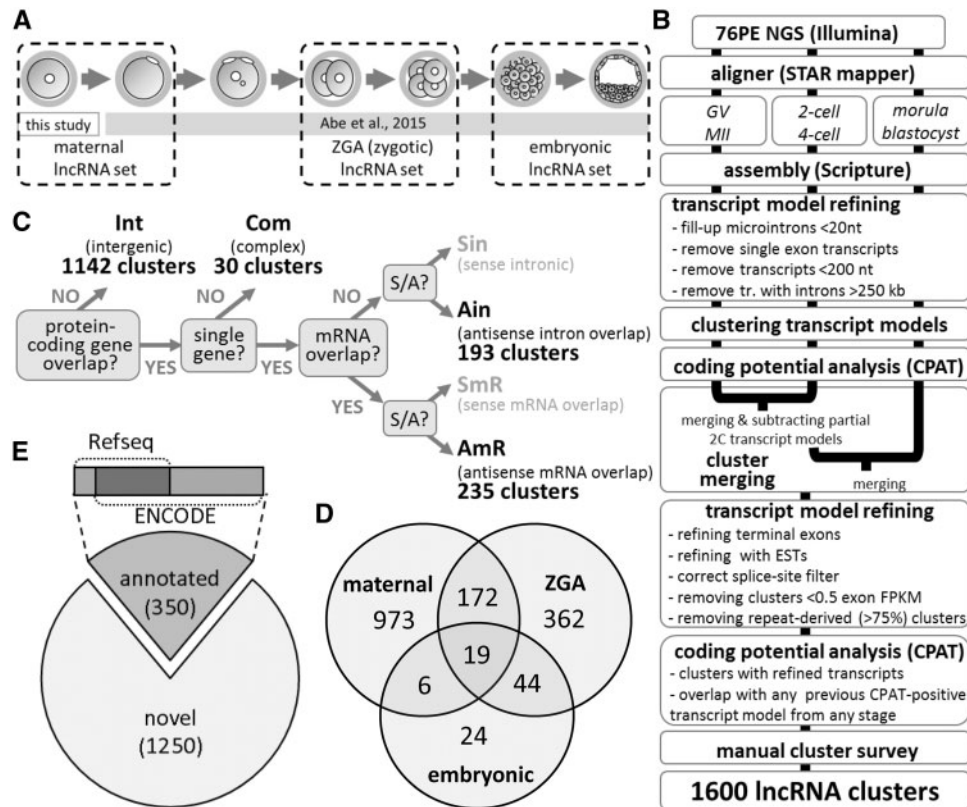 A
this study
Abe et al., 2015
maternal
lncRNA set
ZGA (zygotic)
lncRNA set
embryonic
lncRNA set
B
76PE NGS (Illumina)
aligner (STAR mapper)
GV
MII
2-cell
4-cell
morula
blastocyst
assembly (Scripture)
transcript model refining
- fill-up microintrons <20nt
- remove single exon transcripts
- remove transcripts <200 nt
- remove tr. with introns >250 kb
clustering transcript models
coding potential analysis (CPAT)
merging & subtracting partial
2C transcript models
cluster
merging
merging
transcript model refining
- refining terminal exons
- refining with ESTs
- correct splice-site filter
- removing clusters <0.5 exon FPKM
- removing repeat-derived (>75%) clusters
coding potential analysis (CPAT)
- clusters with refined transcripts
- overlap with any previous CPAT-positive
transcript model from any stage
manual cluster survey
1600 lncRNA clusters
C
Int
(intergenic)
1142 clusters
Com
(complex)
30 clusters
NO
NO
NO
protein-
coding gene
overlap?
YES
single
gene?
YES
mRNA
overlap?
YES
S/A?
Sin
(sense intronic)
Ain
(antisense intron overlap)
193 clusters
S/A?
SmR
(sense mRNA overlap)
AmR
(antisense mRNA overlap)
235 clusters
D
maternal
973
172
ZGA
362
19
6
44
24
embryonic
E
Refseq
ENCODE
annotated
(350)
novel
(1250)